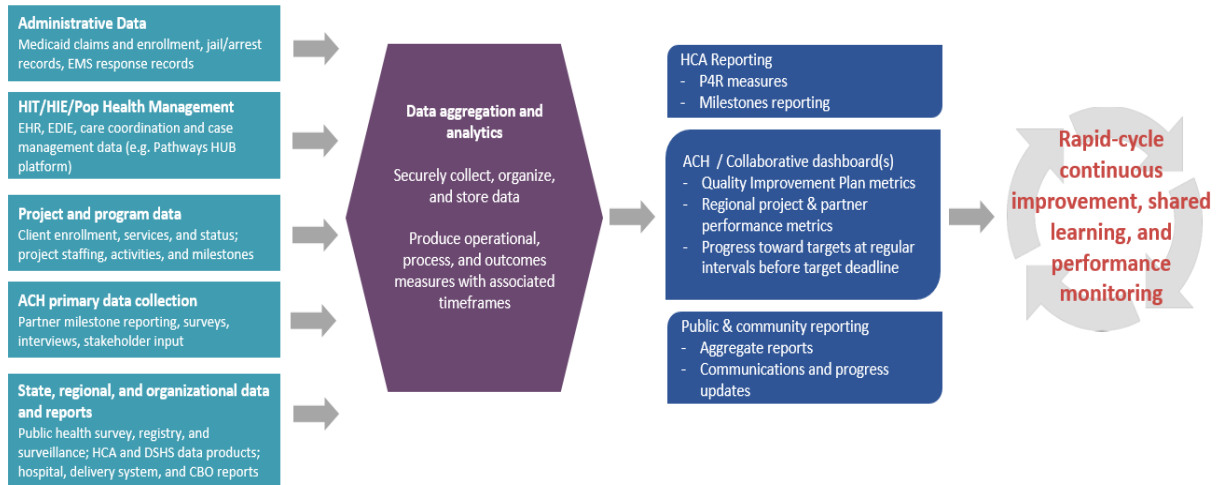 Administrative Data
Medicaid claims and enrollment, jail/arrest
records, EMS response records
HIT/HIE/Pop Health Management
EHR, EDIE, care coordination and case
management data (e.g. Pathways HUB
platform)
Project and program data
Client enrollment, services, and status;
project staffing, activities, and milestones
ACH primary data collection
Partner milestone reporting, surveys,
interviews, stakeholder input
State, regional, and organizational data
and reports
Public health survey, registry, and
surveillance; HCA and DSHS data products;
hospital, delivery system, and CBO reports
Data aggregation and
analytics
Securely collect, organize,
and store data
Produce operational,
process, and outcomes
measures with associated
timeframes
HCA Reporting
- P4R measures
- Milestones reporting
ACH / Collaborative dashboard(s)
- Quality Improvement Plan metrics
- Regional project & partner
performance metrics
- Progress toward targets at regular
intervals before target deadline
Public & community reporting
- Aggregate reports
- Communications and progress
updates
Rapid-cycle
continuous
improvement, shared
learning, and
performance
monitoring